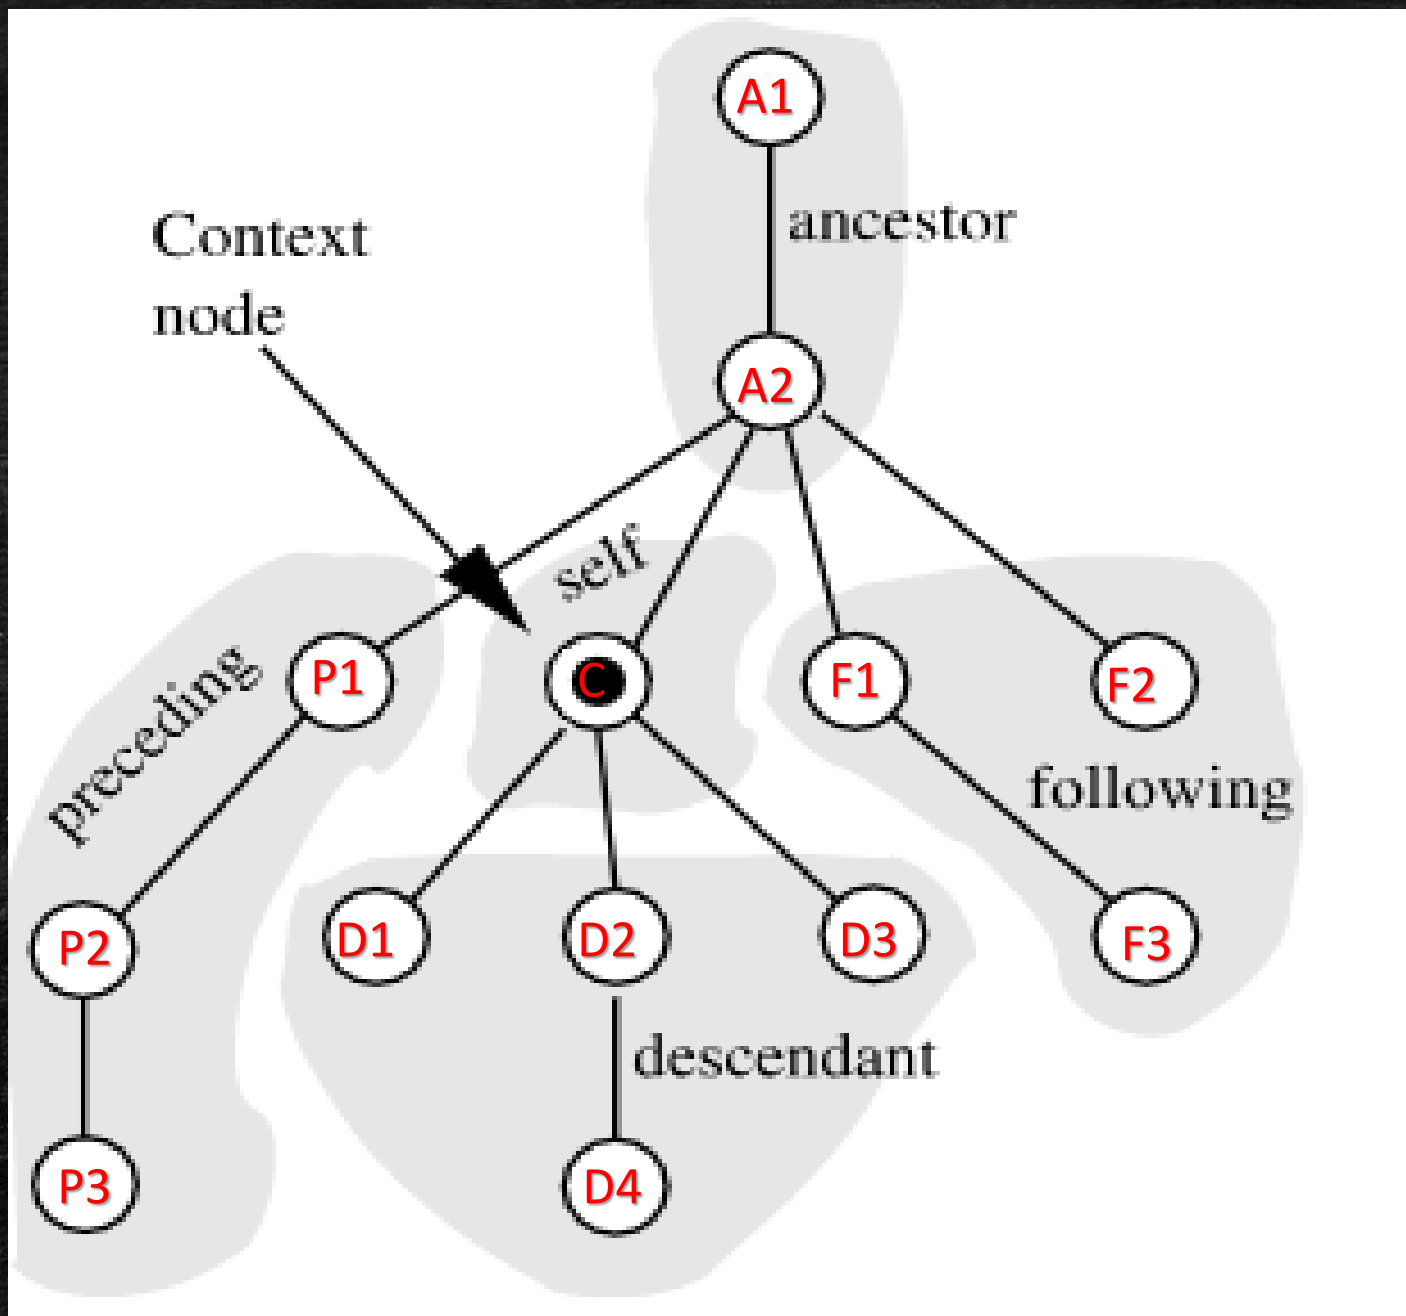 A1
ancestor
Context
node
A2
self
preceding
P1
C
F1
F2
following
P2
D1
D2
D3
F3
descendant
P3
D4